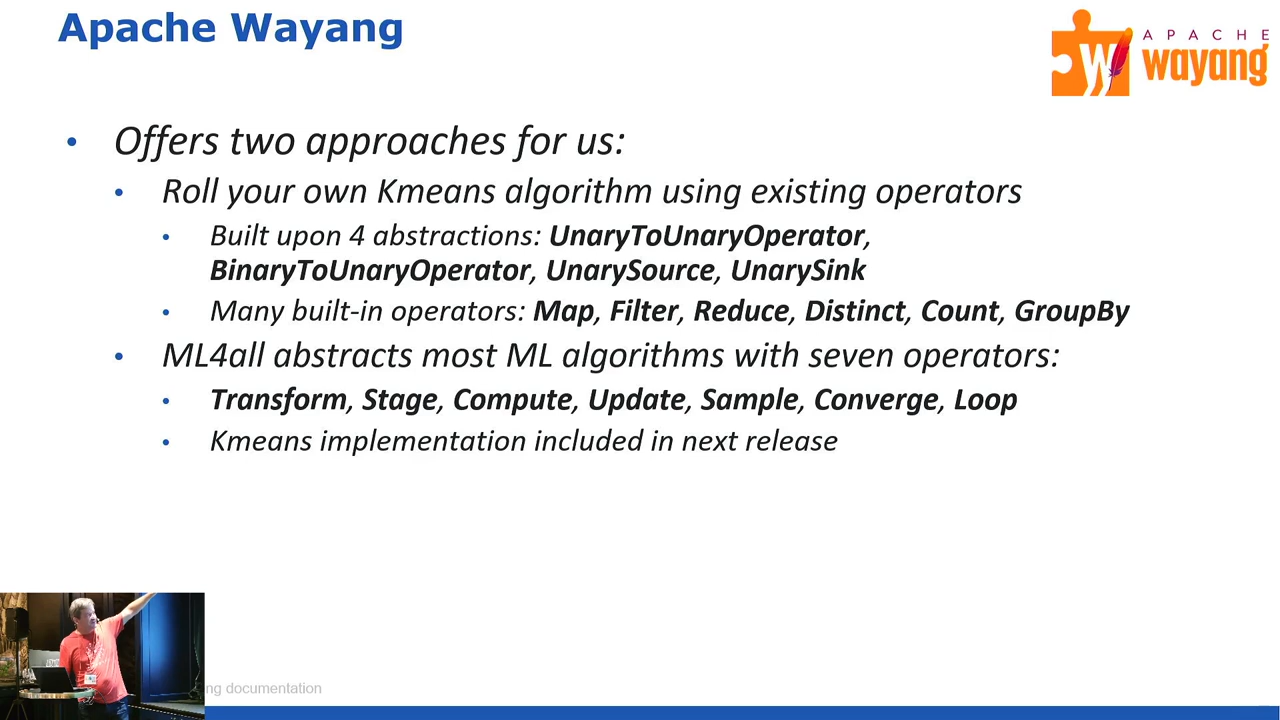 Apache Wayang
APACHE
wayang
• Offers two approaches for us:
• Roll your own Kmeans algorithm using existing operators
• Built upon 4 abstractions: UnaryToUnaryOperator,
BinaryToUnaryOperator, UnarySource, UnarySink
• Many built-in operators: Map, Filter, Reduce, Distinct, Count, GroupBy
• ML4all abstracts most ML algorithms with seven operators:
• Transform, Stage, Compute, Update, Sample, Converge, Loop
• Kmeans implementation included in next release
documentation